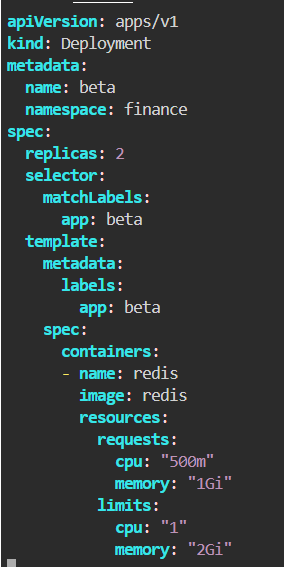 apiVersion: apps/v1
kind: Deployment
metadata:
  name: beta
  namespace: finance
spec:
  replicas: 2
  selector:
    matchLabels:
      app: beta
  template:
    metadata:
      labels:
        app: beta
    spec:
      containers:
      - name: redis
        image: redis
        resources:
          requests:
            cpu: "500m"
            memory: "1Gi"
          limits:
            cpu: "1"
            memory: "2Gi"